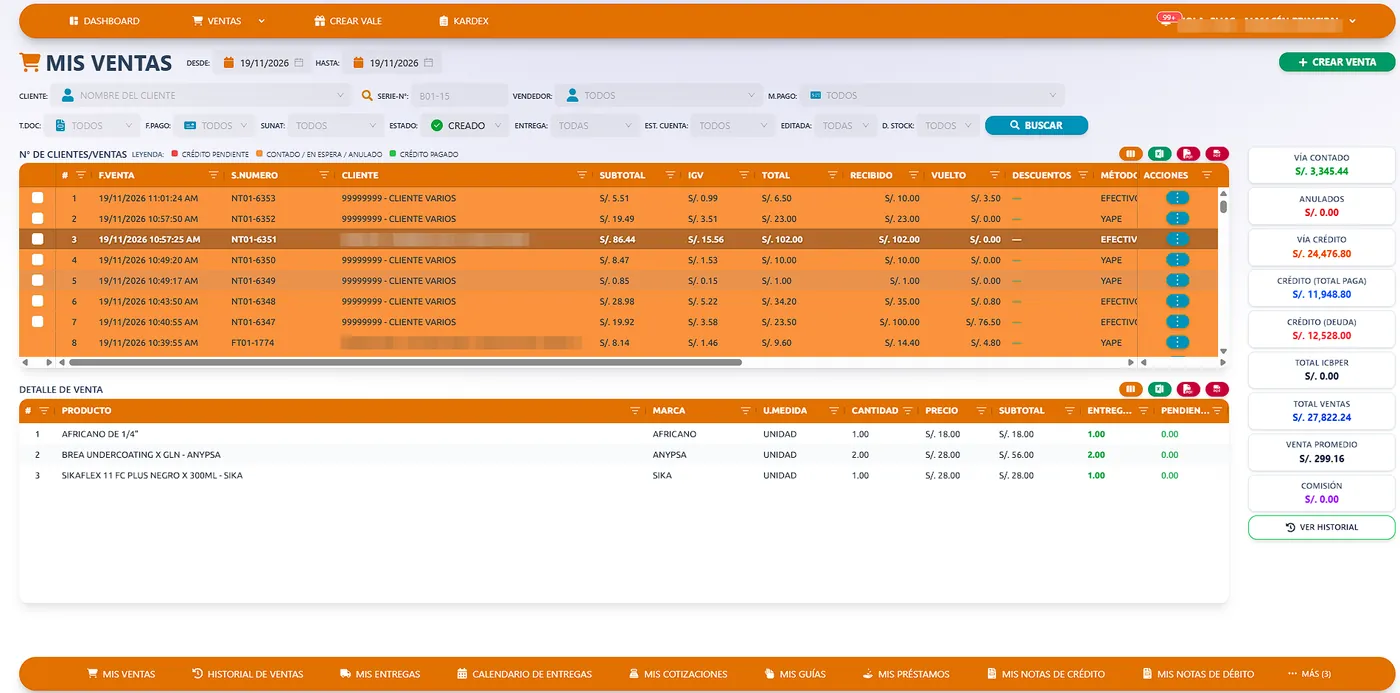 DASHBOARD VENTAS CREAR VALE KARDEX 99+
MIS VENTAS DESDE: 19/11/2026 HASTA: 19/11/2026 + CREAR VENTA
CLIENTE: NOMBRE DEL CLIENTE SERIE-N°: B01-15 VENDEDOR: TODOS M.PAGO: TODOS
T.DOC: TODOS F.PAGO: TODOS SUNAT: TODOS ESTADO: CREADO ENTREGA: TODAS EST. CUENTA: TODOS EDITADA: TODAS D. STOCK: TODOS BUSCAR
N° DE CLIENTES/VENTAS LEYENDA: CRÉDITO PENDIENTE CONTADO / EN ESPERA / ANULADO CRÉDITO PAGADO
# F.VENTA S.NUMERO CLIENTE SUBTOTAL IGV TOTAL RECIBIDO VUELTO DESCUENTOS MÉTODO ACCIONES
1 19/11/2026 11:01:24 AM NT01-6353 99999999 - CLIENTE VARIOS S/. 5.51 S/. 0.99 S/. 6.50 S/. 10.00 S/. 3.50 — EFECTIVO
2 19/11/2026 10:57:50 AM NT01-6352 99999999 - CLIENTE VARIOS S/. 19.49 S/. 3.51 S/. 23.00 S/. 23.00 S/. 0.00 — YAPE
3 19/11/2026 10:57:25 AM NT01-6351 S/. 86.44 S/. 15.56 S/. 102.00 S/. 102.00 S/. 0.00 — EFECTIV
4 19/11/2026 10:49:20 AM NT01-6350 99999999 - CLIENTE VARIOS S/. 8.47 S/. 1.53 S/. 10.00 S/. 10.00 S/. 0.00 — YAPE
5 19/11/2026 10:49:17 AM NT01-6349 99999999 - CLIENTE VARIOS S/. 0.85 S/. 0.15 S/. 1.00 S/. 1.00 S/. 0.00 — YAPE
6 19/11/2026 10:43:50 AM NT01-6348 99999999 - CLIENTE VARIOS S/. 28.98 S/. 5.22 S/. 34.20 S/. 35.00 S/. 0.80 — EFECTIVO
7 19/11/2026 10:40:55 AM NT01-6347 99999999 - CLIENTE VARIOS S/. 19.92 S/. 3.58 S/. 23.50 S/. 100.00 S/. 76.50 — EFECTIVO
8 19/11/2026 10:39:55 AM FT01-1774 S/. 8.14 S/. 1.46 S/. 9.60 S/. 14.40 S/. 4.80 — YAPE
DETALLE DE VENTA
# PRODUCTO MARCA U.MEDIDA CANTIDAD PRECIO SUBTOTAL ENTREG... PENDIEN...
1 AFRICANO DE 1/4" AFRICANO UNIDAD 1.00 S/. 18.00 S/. 18.00 1.00 0.00
2 BREA UNDERCOATING X GLN - ANYPSA ANYPSA UNIDAD 2.00 S/. 28.00 S/. 56.00 2.00 0.00
3 SIKAFLEX 11 FC PLUS NEGRO X 300ML - SIKA SIKA UNIDAD 1.00 S/. 28.00 S/. 28.00 1.00 0.00
VÍA CONTADO
S/. 3,345.44
ANULADOS
S/. 0.00
VÍA CRÉDITO
S/. 24,476.80
CRÉDITO (TOTAL PAGA)
S/. 11,948.80
CRÉDITO (DEUDA)
S/. 12,528.00
TOTAL ICBPER
S/. 0.00
TOTAL VENTAS
S/. 27,822.24
VENTA PROMEDIO
S/. 299.16
COMISIÓN
S/. 0.00
VER HISTORIAL
MIS VENTAS HISTORIAL DE VENTAS MIS ENTREGAS CALENDARIO DE ENTREGAS MIS COTIZACIONES MIS GUÍAS MIS PRÉSTAMOS MIS NOTAS DE CRÉDITO MIS NOTAS DE DÉBITO ··· MÁS (3)